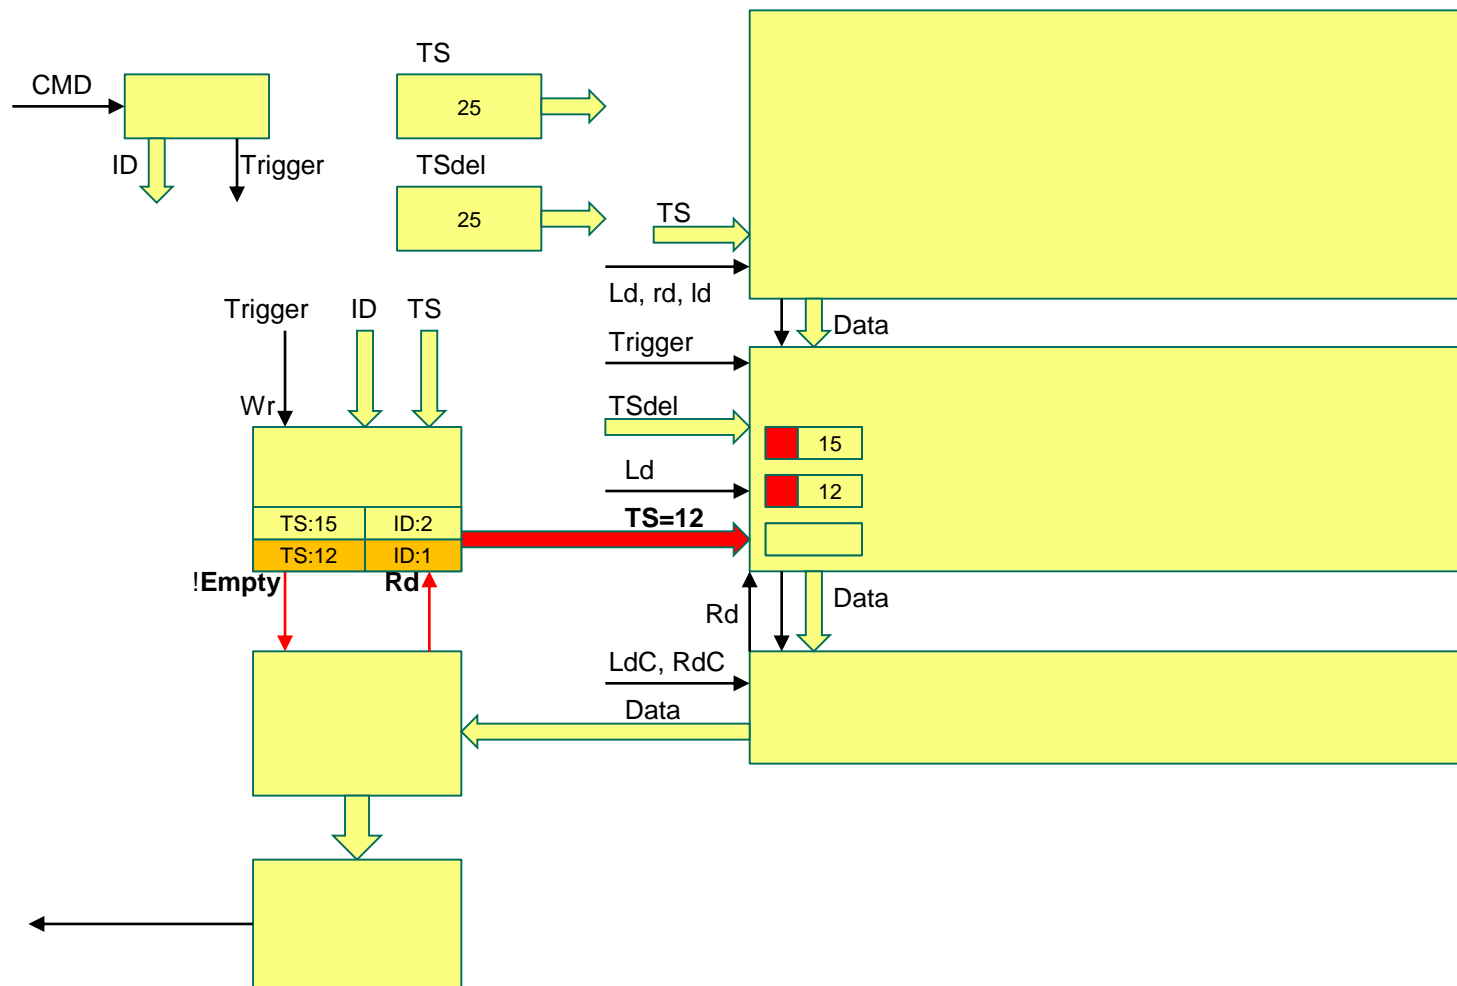 TS
CMD
25
ID
Trigger
TSdel
25
TS
Ld, rd, ld
Trigger
ID
TS
Data
Trigger
Wr
TSdel
15
Ld
12
TS:15
ID:2
TS=12
TS:12
ID:1
!Empty
Rd
Rd
Data
LdC, RdC
Data